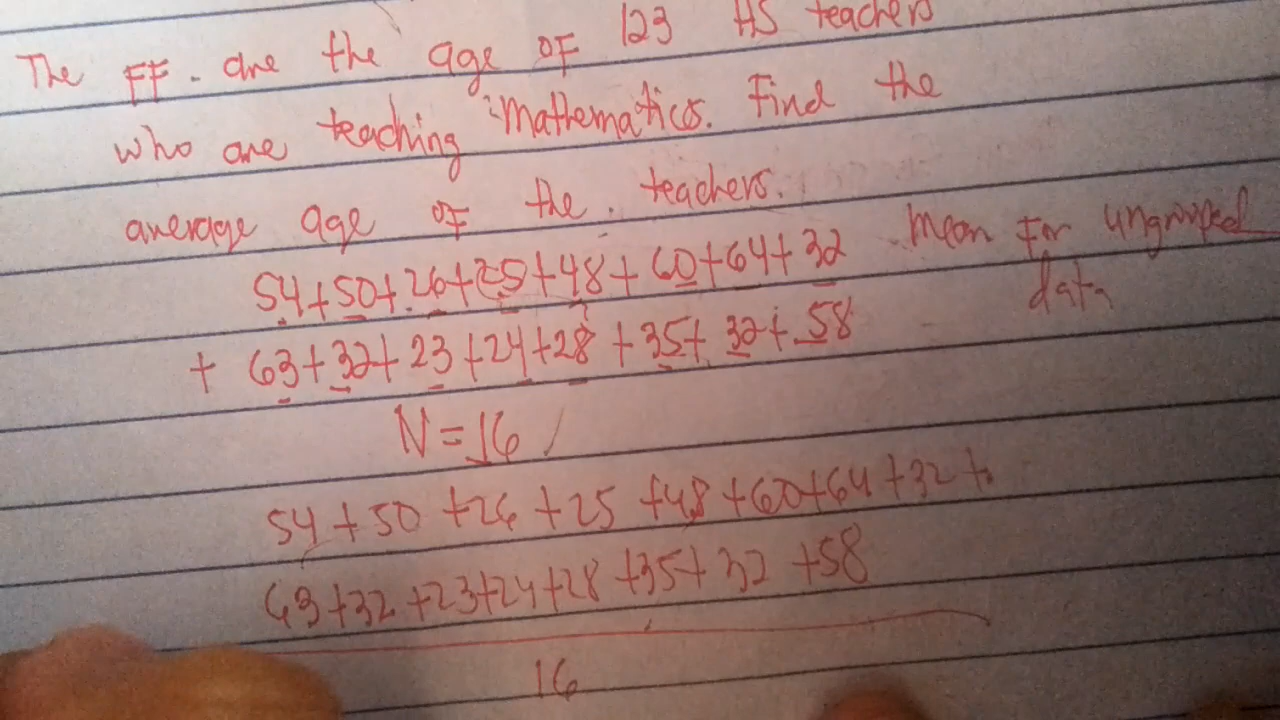 The FF. are the age of 123 HS teachers
who are teaching Mathematics. Find the
average age of the teachers.
54+50+26+25+48+60+64+32 mean for ungrouped
data
+ 63+32+23+24+28+35+32+58
N=16
54+50+26+25+48+60+64+32+
63+32+23+24+28+35+32+58
16